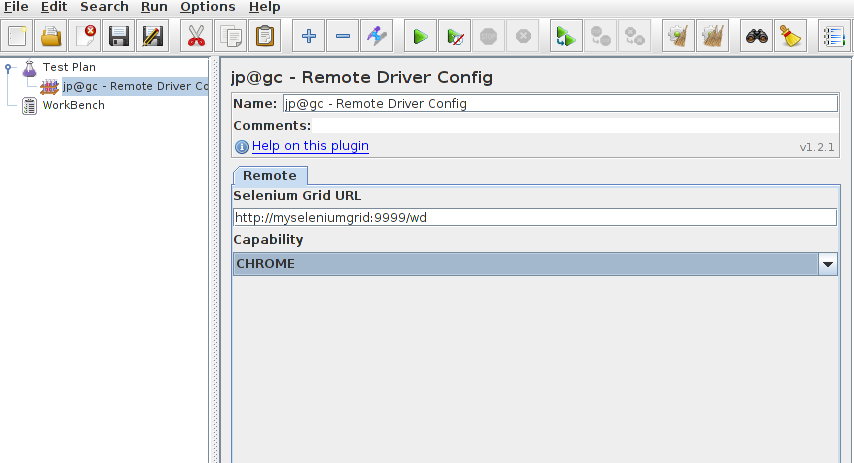 File Edit Search Run Options Help
Test Plan
jp@gc - Remote Driver Co
WorkBench
jp@gc - Remote Driver Config
Name: jp@gc - Remote Driver Config
Comments:
Help on this plugin v1.2.1
Remote
Selenium Grid URL
http://myseleniumgrid:9999/wd
Capability
CHROME